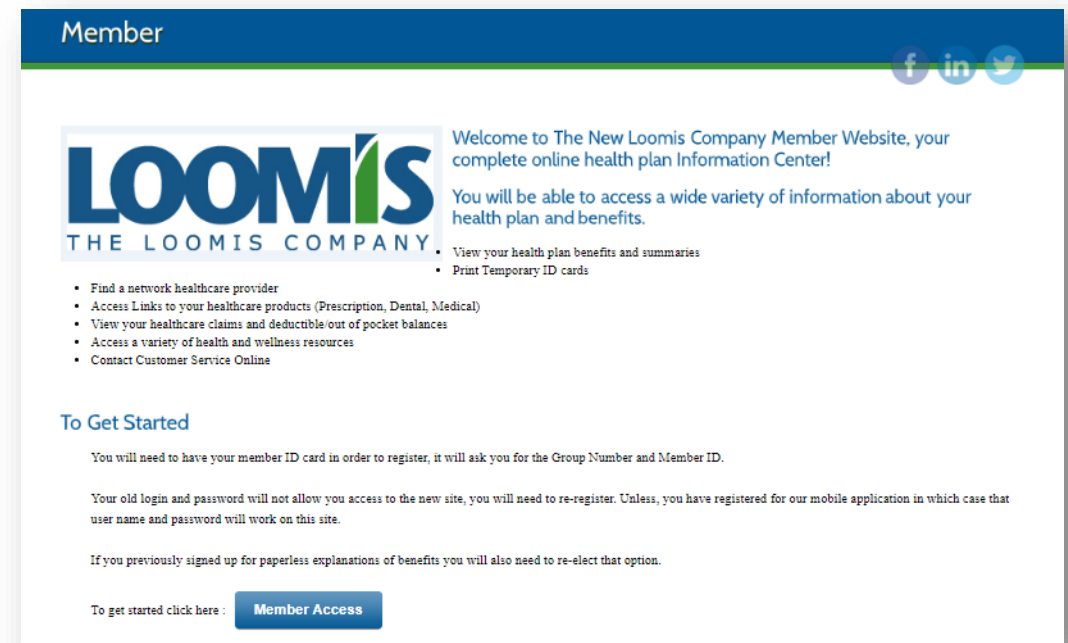 Member
f in
LOOMIS
THE LOOMIS COMPANY
Welcome to The New Loomis Company Member Website, your
complete online health plan Information Center!
You will be able to access a wide variety of information about your
health plan and benefits.
• View your health plan benefits and summaries
• Print Temporary ID cards
• Find a network healthcare provider
• Access Links to your healthcare products (Prescription, Dental, Medical)
• View your healthcare claims and deductible/out of pocket balances
• Access a variety of health and wellness resources
• Contact Customer Service Online
To Get Started
You will need to have your member ID card in order to register, it will ask you for the Group Number and Member ID.
Your old login and password will not allow you access to the new site, you will need to re-register. Unless, you have registered for our mobile application in which case that
user name and password will work on this site.
If you previously signed up for paperless explanations of benefits you will also need to re-elect that option.
To get started click here : Member Access